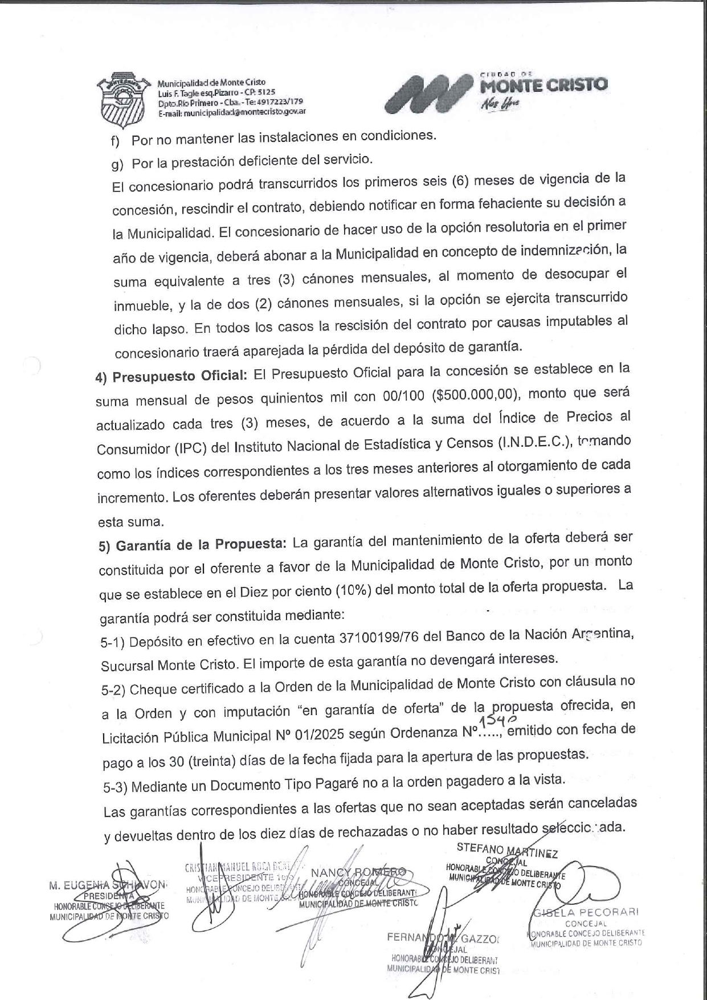 Municipalidad de Monte Cristo
Luis F. Tagle esq.Pizarro - CP: 5125
Dpto.Río Primero - Cba. - Te: 4917223/179
E-mail: municipalidad@montecristo.gov.ar
CIUDAD DE
MONTE CRISTO
f) Por no mantener las instalaciones en condiciones.
g) Por la prestación deficiente del servicio.
El concesionario podrá transcurridos los primeros seis (6) meses de vigencia de la
concesión, rescindir el contrato, debiendo notificar en forma fehaciente su decisión a
la Municipalidad. El concesionario de hacer uso de la opción resolutoria en el primer
año de vigencia, deberá abonar a la Municipalidad en concepto de indemnización, la
suma equivalente a tres (3) cánones mensuales, al momento de desocupar el
inmueble, y la de dos (2) cánones mensuales, si la opción se ejercita transcurrido
dicho lapso. En todos los casos la rescisión del contrato por causas imputables al
concesionario traerá aparejada la pérdida del depósito de garantía.
4) Presupuesto Oficial: El Presupuesto Oficial para la concesión se establece en la
suma mensual de pesos quinientos mil con 00/100 ($500.000,00), monto que será
actualizado cada tres (3) meses, de acuerdo a la suma del Índice de Precios al
Consumidor (IPC) del Instituto Nacional de Estadística y Censos (I.N.D.E.C.), tomando
como los índices correspondientes a los tres meses anteriores al otorgamiento de cada
incremento. Los oferentes deberán presentar valores alternativos iguales o superiores a
esta suma.
5) Garantía de la Propuesta: La garantía del mantenimiento de la oferta deberá ser
constituida por el oferente a favor de la Municipalidad de Monte Cristo, por un monto
que se establece en el Diez por ciento (10%) del monto total de la oferta propuesta. La
garantía podrá ser constituida mediante:
5-1) Depósito en efectivo en la cuenta 37100199/76 del Banco de la Nación Argentina,
Sucursal Monte Cristo. El importe de esta garantía no devengará intereses.
5-2) Cheque certificado a la Orden de la Municipalidad de Monte Cristo con cláusula no
a la Orden y con imputación “en garantía de oferta” de la propuesta ofrecida, en
Licitación Pública Municipal Nº 01/2025 según Ordenanza Nº 1540....., emitido con fecha de
pago a los 30 (treinta) días de la fecha fijada para la apertura de las propuestas.
5-3) Mediante un Documento Tipo Pagaré no a la orden pagadero a la vista.
Las garantías correspondientes a las ofertas que no sean aceptadas serán canceladas
y devueltas dentro de los diez días de rechazadas o no haber resultado seleccionada.
M. EUGENIA SCHIAVON
PRESIDENTA
HONORABLE CONCEJO DELIBERANTE
MUNICIPALIDAD DE MONTE CRISTO
CRISTIAN MANUEL ROCA
VICEPRESIDENTE 1ero
HONORABLE CONCEJO DELIBE
MUNICIPALIDAD DE MONTE
NANCY ROMERO
CONCEJAL
HONORABLE CONCEJO DELIBERANT
MUNICIPALIDAD DE MONTE CRISTO
STEFANO MARTINEZ
CONCEJAL
HONORABLE CONCEJO DELIBERANTE
MUNICIPALIDAD DE MONTE CRISTO
GISELA PECORARI
CONCEJAL
HONORABLE CONCEJO DELIBERANTE
MUNICIPALIDAD DE MONTE CRISTO
FERNANDO M. GAZZO
CONCEJAL
HONORABLE CONCEJO DELIBERANT
MUNICIPALIDAD DE MONTE CRIST